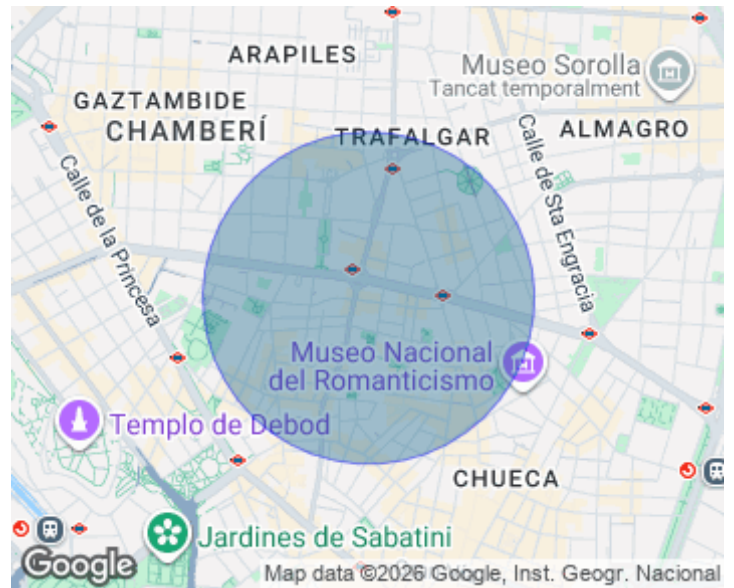 ARAPILES
Museo Sorolla
Tancat temporalment
GAZTAMBIDE
CHAMBERÍ
TRAFALGAR
ALMAGRO
Calle de la Princesa
Calle de Sta Engracia
Museo Nacional
del Romanticismo
Templo de Debod
CHUECA
Jardines de Sabatini
Google
Map data ©2026 Google, Inst. Geogr. Nacional